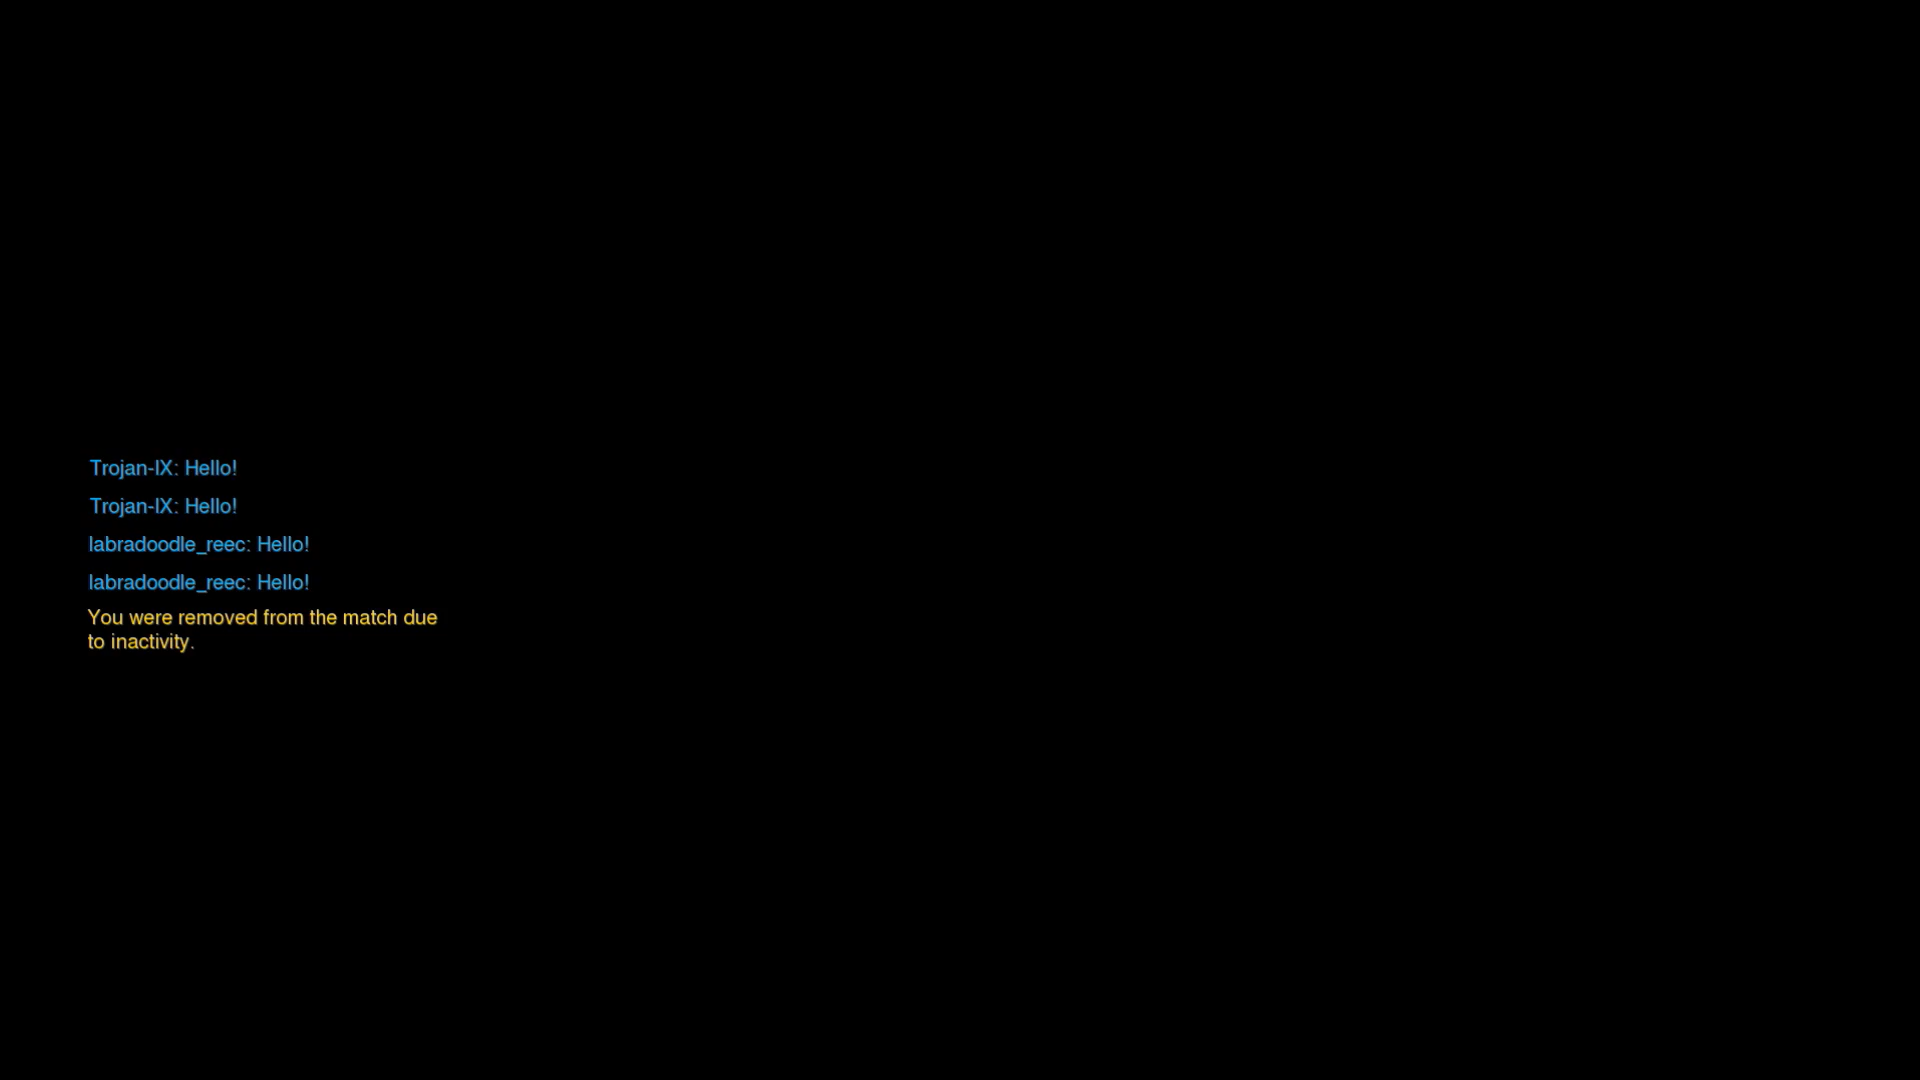 Trojan-IX: Hello!
Trojan-IX: Hello!
labradoodle_reec: Hello!
labradoodle_reec: Hello!
You were removed from the match due
to inactivity.